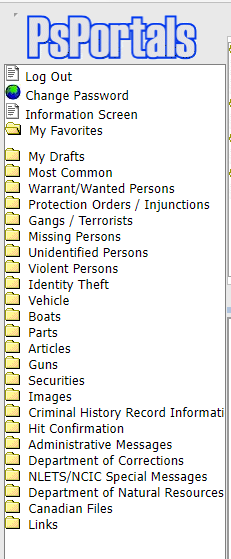 PsPortals
Log Out
Change Password
Information Screen
My Favorites
My Drafts
Most Common
Warrant/Wanted Persons
Protection Orders / Injunctions
Gangs / Terrorists
Missing Persons
Unidentified Persons
Violent Persons
Identity Theft
Vehicle
Boats
Parts
Articles
Guns
Securities
Images
Criminal History Record Informati
Hit Confirmation
Administrative Messages
Department of Corrections
NLETS/NCIC Special Messages
Department of Natural Resources
Canadian Files
Links